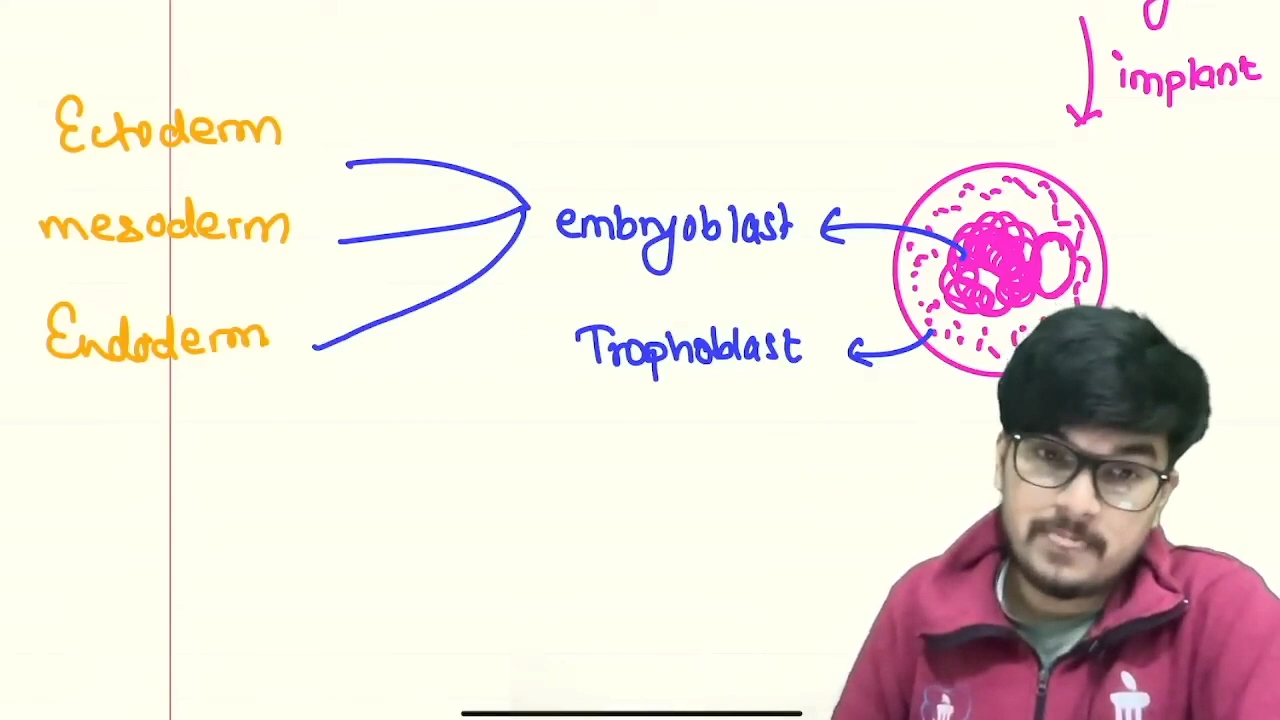 implant
Ectoderm
mesoderm
embryoblast
Endoderm
Trophoblast